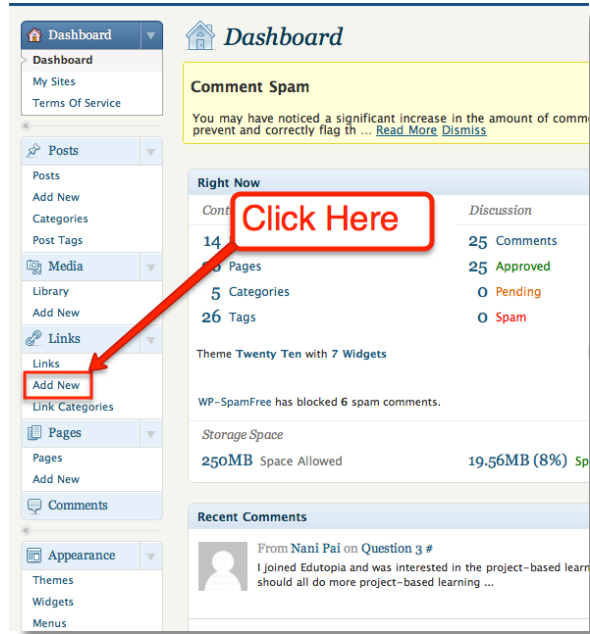 Dashboard
Dashboard
My Sites
Terms Of Service
Posts
Posts
Add New
Categories
Post Tags
Media
Library
Add New
Links
Links
Add New
Link Categories
Pages
Pages
Add New
Comments
Appearance
Themes
Widgets
Menus
Dashboard
Comment Spam
You may have noticed a significant increase in the amount of comm
prevent and correctly flag th ... Read More Dismiss
Right Now
Click Here
Cont
14
Pages
5 Categories
26 Tags
Discussion
25 Comments
25 Approved
0 Pending
0 Spam
Theme Twenty Ten with 7 Widgets
WP-SpamFree has blocked 6 spam comments.
Storage Space
250MB Space Allowed
19.56MB (8%) Sp
Recent Comments
From Nani Pai on Question 3 #
I joined Edutopia and was interested in the project-based learn
should all do more project-based learning ...